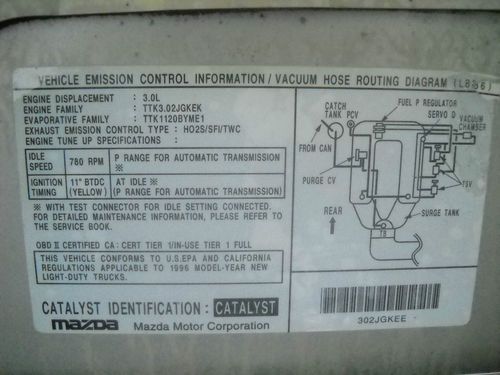 VEHICLE EMISSION CONTROL INFORMATION / VACUUM HOSE ROUTING DIAGRAM
ENGINE DISPLACEMENT : 3.0L
ENGINE FAMILY : TTK3.02JGKEK
EVAPORATIVE FAMILY : TTK1120BYME1
EXHAUST EMISSION CONTROL TYPE : HO2S/SFI/TWC
ENGINE TUNE UP SPECIFICATIONS :
IDLE SPEED 780 RPM P RANGE FOR AUTOMATIC TRANSMISSION ※
IGNITION TIMING 11° BTDC (YELLOW) AT IDLE ※ (P RANGE FOR AUTOMATIC TRANSMISSION)
※ WITH TEST CONNECTOR FOR IDLE SETTING CONNECTED.
FOR DETAILED MAINTENANCE INFORMATION, PLEASE REFER TO
THE SERVICE BOOK.
OBD II CERTIFIED CA : CERT TIER 1/IN-USE TIER 1 FULL
THIS VEHICLE CONFORMS TO U.S.EPA AND CALIFORNIA
REGULATIONS APPLICABLE TO 1996 MODEL-YEAR NEW
LIGHT-DUTY TRUCKS.
CATALYST IDENTIFICATION : CATALYST
mazda Mazda Motor Corporation
FUEL P REGULATOR
CATCH TANK
PCV
SERVO D
VACUUM CHAMBER
FROM CAN
PURGE CV
TSV
REAR
SURGE TANK
TB
302JGKEE